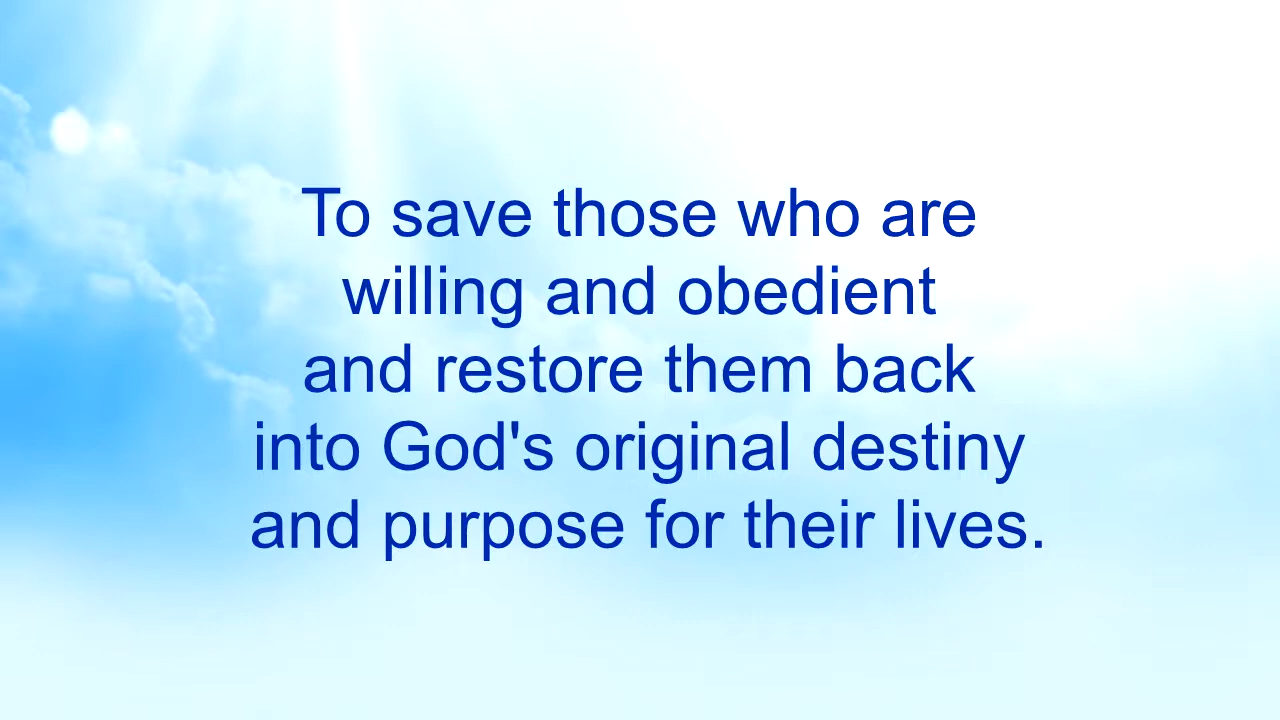 To save those who are
willing and obedient
and restore them back
into God's original destiny
and purpose for their lives.